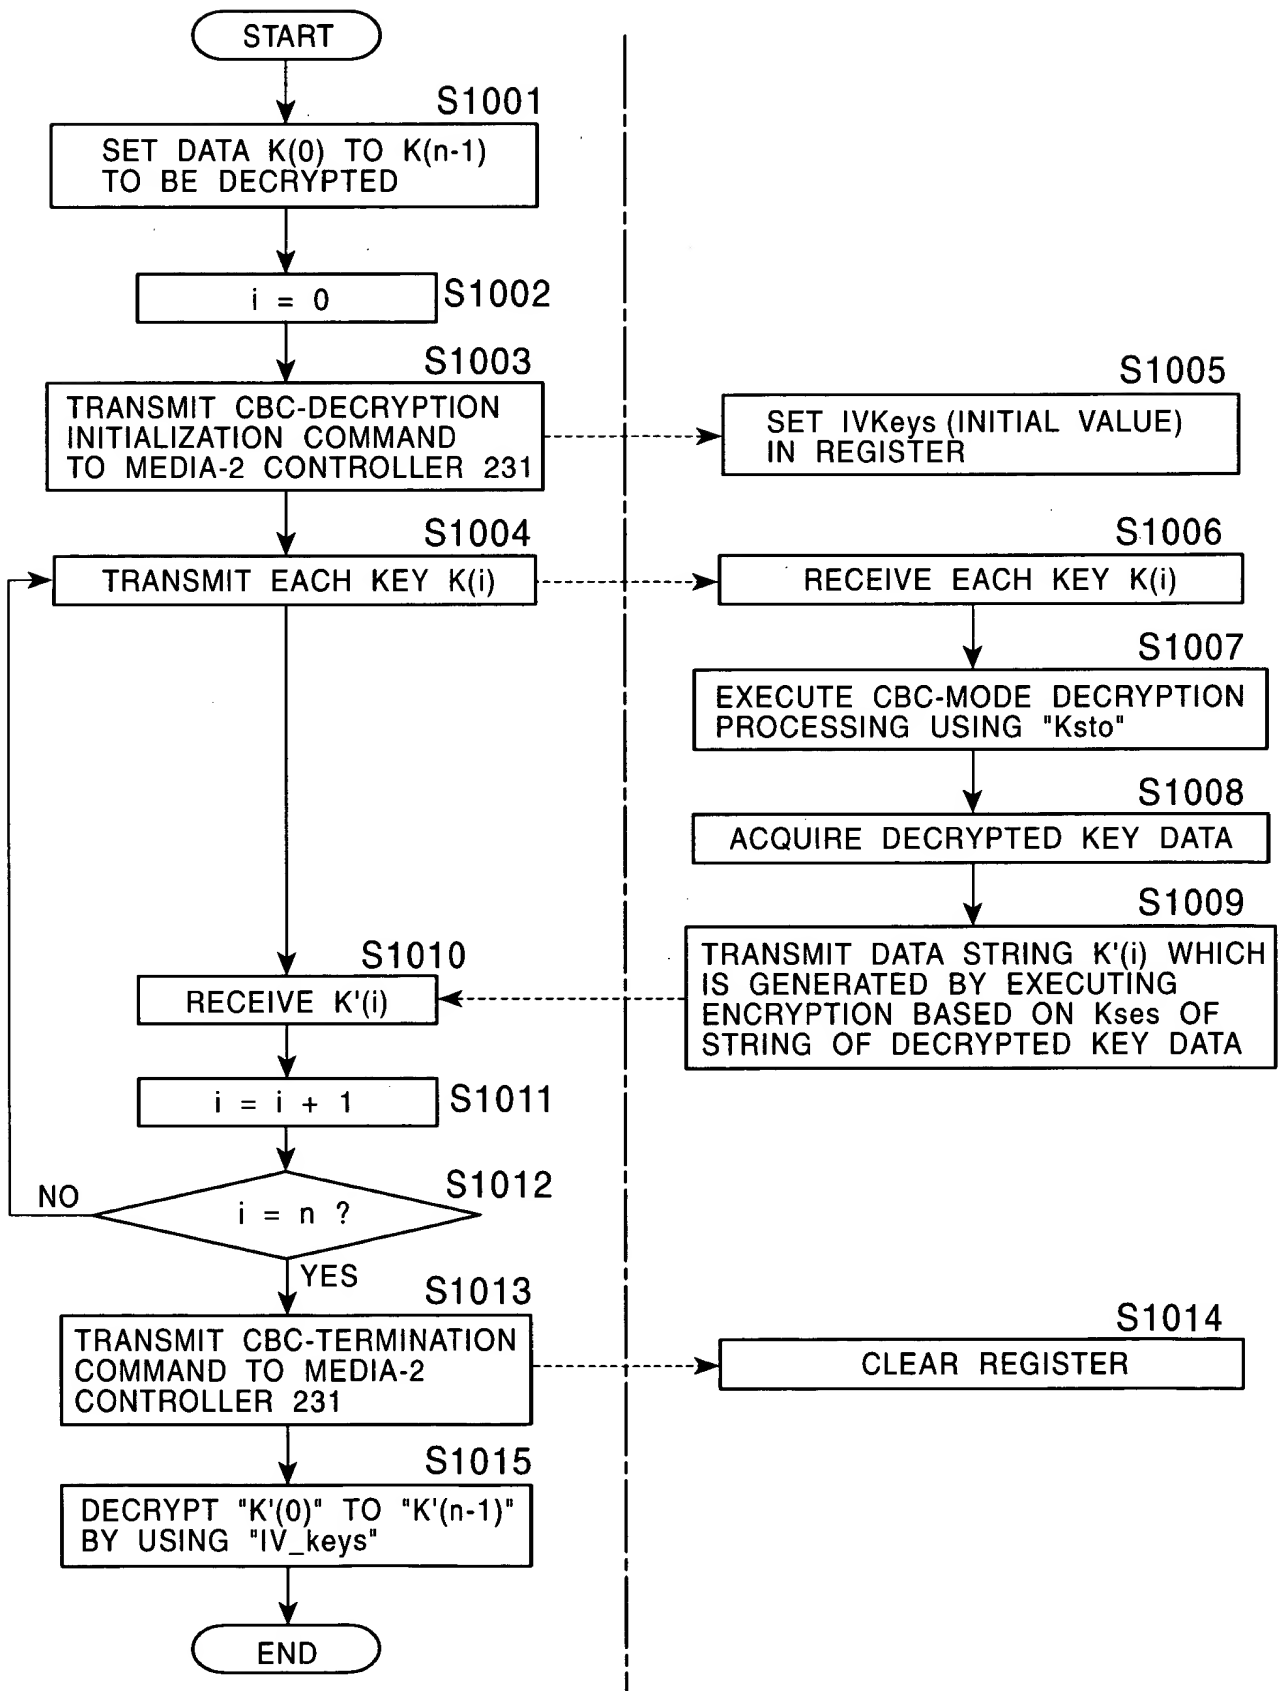 START
S1001
SET DATA K(0) TO K(n-1)
TO BE DECRYPTED
i = 0
S1002
S1003
TRANSMIT CBC-DECRYPTION
INITIALIZATION COMMAND
TO MEDIA-2 CONTROLLER 231
S1005
SET IVKeys (INITIAL VALUE)
IN REGISTER
S1004
TRANSMIT EACH KEY K(i)
S1006
RECEIVE EACH KEY K(i)
S1007
EXECUTE CBC-MODE DECRYPTION
PROCESSING USING "Ksto"
S1008
ACQUIRE DECRYPTED KEY DATA
S1009
TRANSMIT DATA STRING K'(i) WHICH
IS GENERATED BY EXECUTING
ENCRYPTION BASED ON Kses OF
STRING OF DECRYPTED KEY DATA
S1010
RECEIVE K'(i)
i = i + 1
S1011
S1012
NO
i = n ?
YES
S1013
TRANSMIT CBC-TERMINATION
COMMAND TO MEDIA-2
CONTROLLER 231
S1014
CLEAR REGISTER
S1015
DECRYPT "K'(0)" TO "K'(n-1)"
BY USING "IV_keys"
END